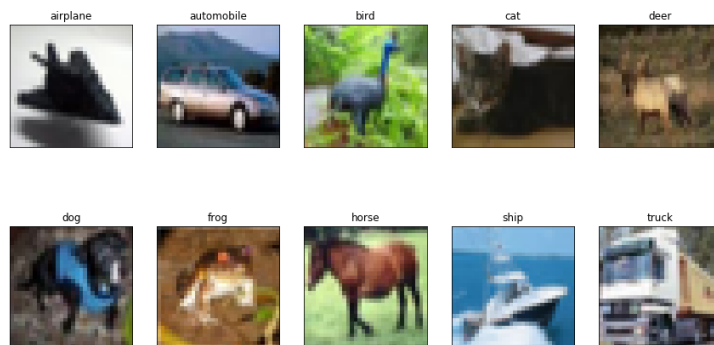 airplane automobile bird cat deer
dog frog horse ship truck